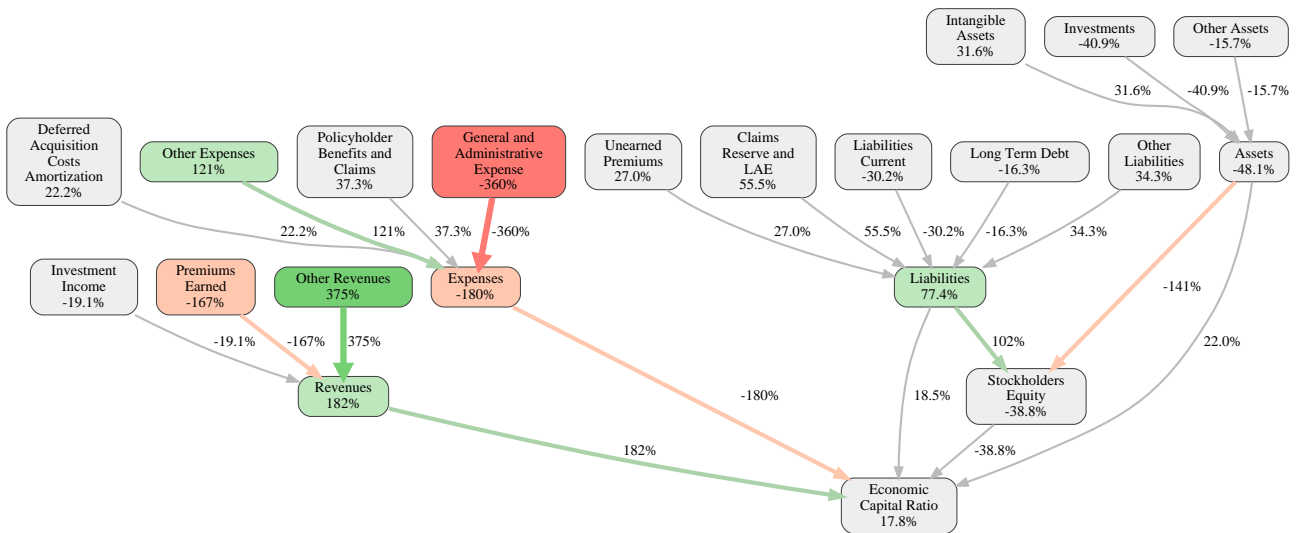 Intangible
Assets
31.6%
Investments
-40.9%
Other Assets
-15.7%
31.6%
-40.9%
-15.7%
Deferred
Acquisition
Costs
Amortization
22.2%
Other Expenses
121%
Policyholder
Benefits and
Claims
37.3%
General and
Administrative
Expense
-360%
Unearned
Premiums
27.0%
Claims
Reserve and
LAE
55.5%
Liabilities
Current
-30.2%
Long Term Debt
-16.3%
Other
Liabilities
34.3%
Assets
-48.1%
22.2%
121%
37.3%
-360%
27.0%
55.5%
-30.2%
-16.3%
34.3%
Investment
Income
-19.1%
Premiums
Earned
-167%
Other Revenues
375%
Expenses
-180%
Liabilities
77.4%
-141%
-19.1%
-167%
375%
102%
22.0%
Revenues
182%
-180%
18.5%
Stockholders
Equity
-38.8%
182%
-38.8%
Economic
Capital Ratio
17.8%